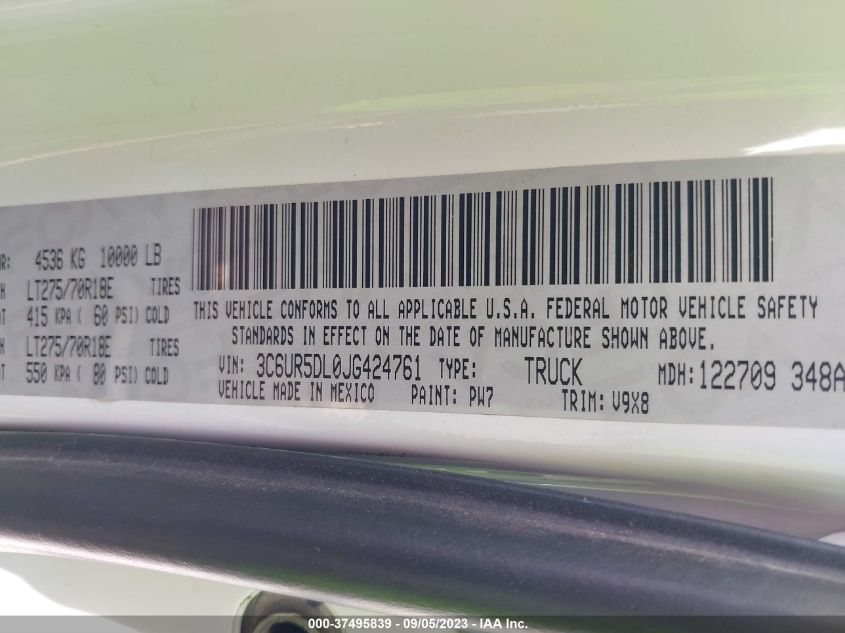 4536 KG 10000 LB
LT275/70R18E TIRES
415 KPA ( 60 PSI) COLD
LT275/70R18E TIRES
550 KPA ( 80 PSI) COLD
THIS VEHICLE CONFORMS TO ALL APPLICABLE U.S.A. FEDERAL MOTOR VEHICLE SAFETY
STANDARDS IN EFFECT ON THE DATE OF MANUFACTURE SHOWN ABOVE.
VIN: 3C6UR5DL0JG424761 TYPE: TRUCK MDH: 122709 348A
VEHICLE MADE IN MEXICO PAINT: PW7 TRIM: V9X8
000-37495839 - 09/05/2023 - © IAA Inc.